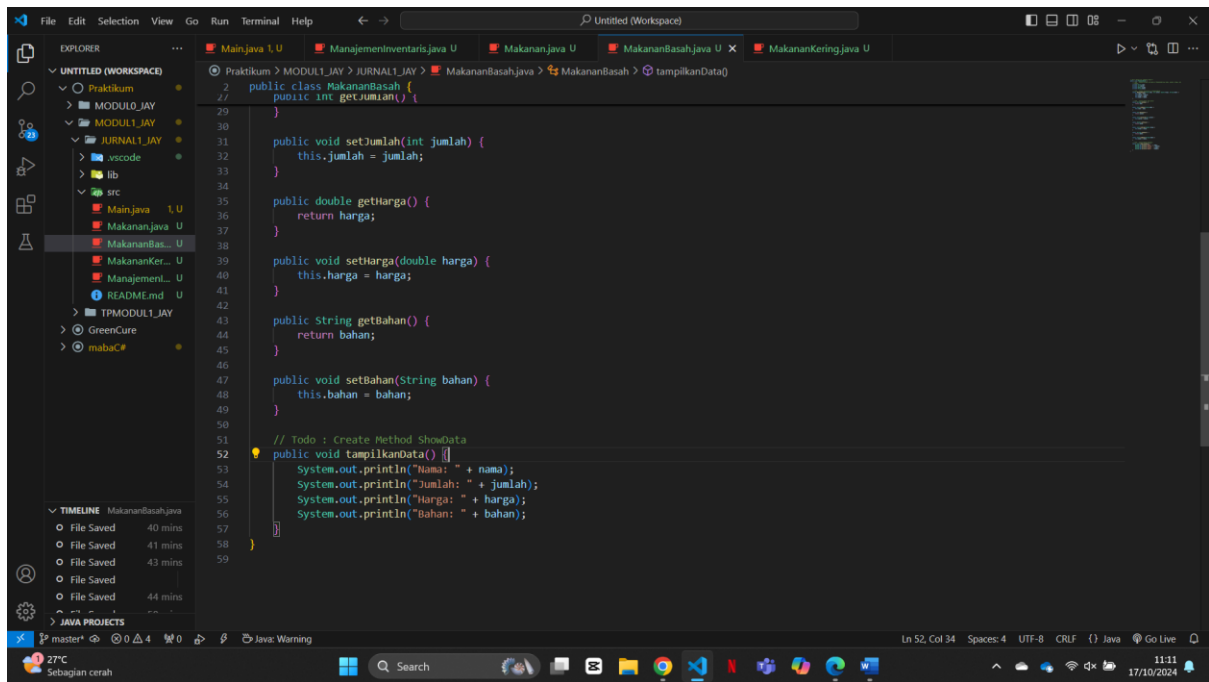 File Edit Selection View Go Run Terminal Help
Untitled (Workspace)
EXPLORER
UNTITLED (WORKSPACE)
Praktikum
MODUL0_JAY
MODUL1_JAY
JURNAL1_JAY
.vscode
lib
src
Main.java 1, U
Makanan.java U
MakananBas... U
MakananKer... U
ManajemenI... U
README.md U
TPMODUL1_JAY
GreenCure
mabaC#
23
TIMELINE MakananBasah.java
File Saved 40 mins
File Saved 41 mins
File Saved 43 mins
File Saved
File Saved 44 mins
JAVA PROJECTS
Main.java 1, U ManajemenInventaris.java U Makanan.java U MakananBasah.java U MakananKering.java U
Praktikum > MODUL1_JAY > JURNAL1_JAY > MakananBasah.java > MakananBasah > tampilkanData()
2 public class MakananBasah {
27 public int getJumlah() {
29 }
30
31 public void setJumlah(int jumlah) {
32 this.jumlah = jumlah;
33 }
34
35 public double getHarga() {
36 return harga;
37 }
38
39 public void setHarga(double harga) {
40 this.harga = harga;
41 }
42
43 public String getBahan() {
44 return bahan;
45 }
46
47 public void setBahan(String bahan) {
48 this.bahan = bahan;
49 }
50
51 // Todo : Create Method ShowData
52 public void tampilkanData() {
53 System.out.println("Nama: " + nama);
54 System.out.println("Jumlah: " + jumlah);
55 System.out.println("Harga: " + harga);
56 System.out.println("Bahan: " + bahan);
57 }
58 }
59
master* 0 4 0 Java: Warning Ln 52, Col 34 Spaces: 4 UTF-8 CRLF {} Java Go Live
1 27°C
Sebagian cerah
Search
11:11
17/10/2024